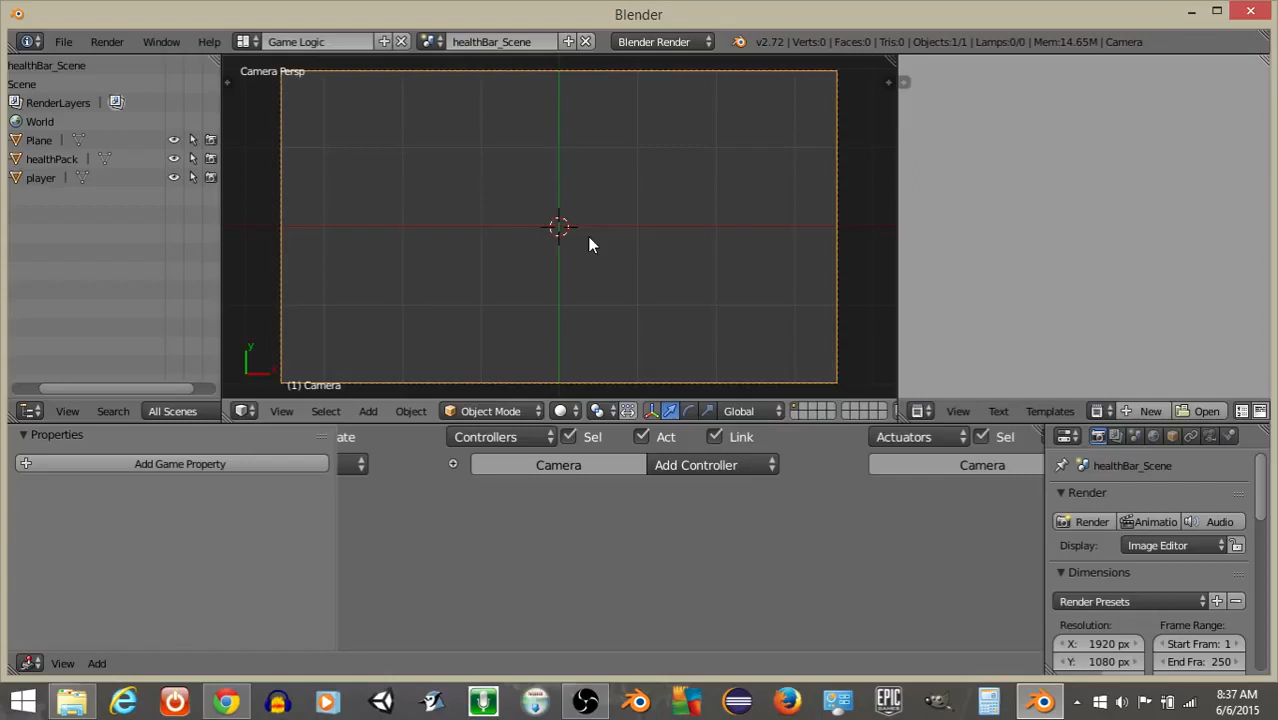 Blender
File Render Window Help Game Logic healthBar_Scene Blender Render v2.72 | Verts:0 | Faces:0 | Tris:0 | Objects:1/1 | Lamps:0/0 | Mem:14.65M | Camera
healthBar_Scene
Camera Persp
Scene
RenderLayers
World
Plane
healthPack
player
y
(1) Camera
View Search All Scenes View Select Add Object Object Mode Global View Text Templates New Open
Properties ate Controllers Sel Act Link Actuators Sel
Add Game Property Camera Add Controller Camera healthBar_Scene
Render
Render Animatio Audio
Display: Image Editor
Dimensions
Render Presets
Resolution: Frame Range:
X: 1920 px Start Fram: 1
Y: 1080 px End Fra: 250
View Add
EPIC GAMES
8:37 AM
6/6/2015